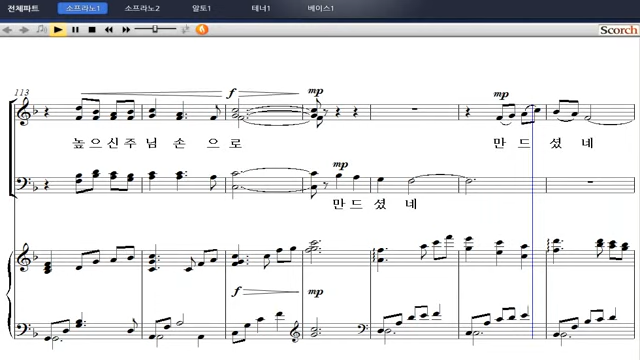 전체파트 소프라노1 소프라노2 알토1 테너1 베이스1
Scorch
113 f mp mp
높으신주 님 손 으로 만 드 셨 네
mp
만 드 셨 네
f mp